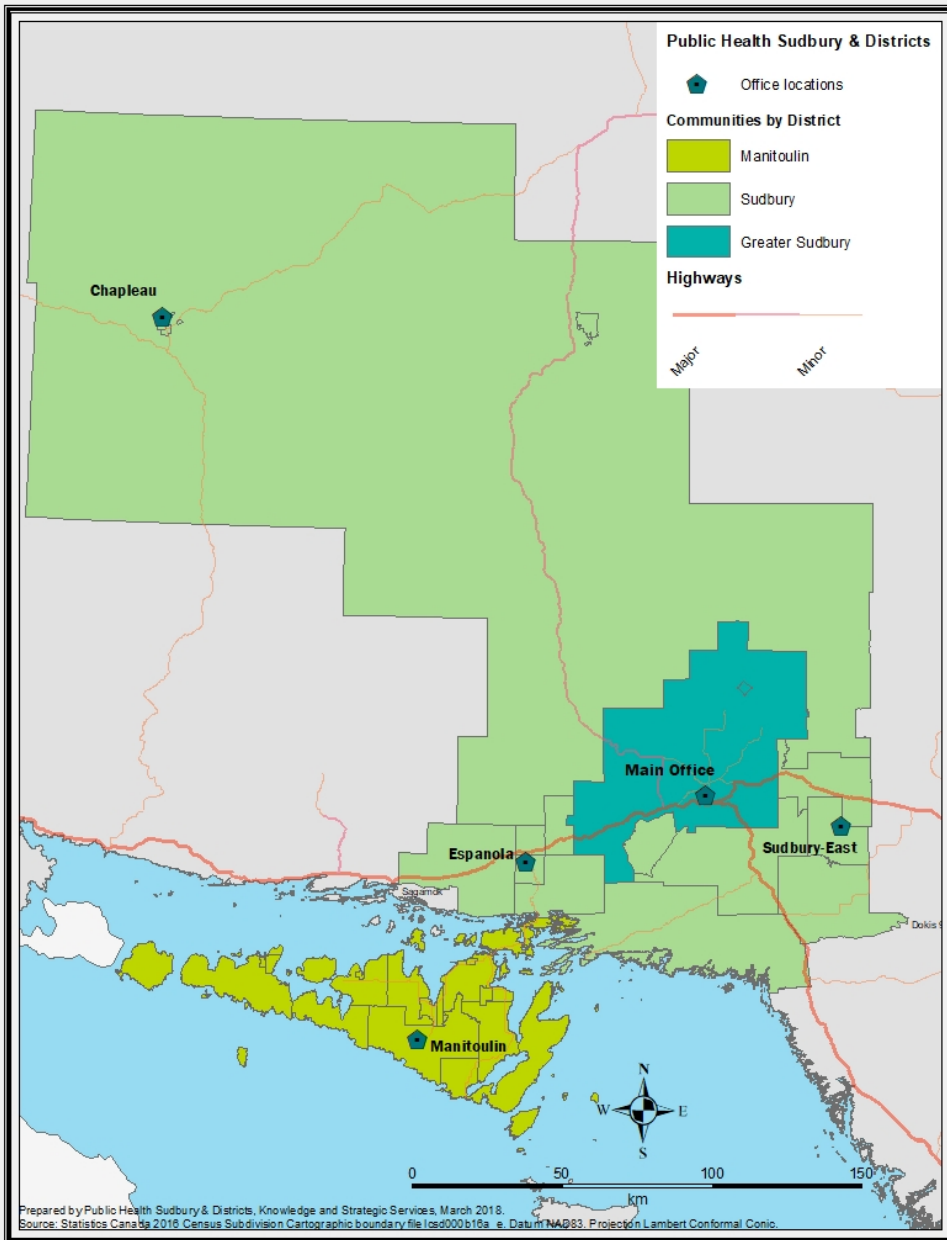 Public Health Sudbury & Districts
Office locations
Communities by District
Manitoulin
Sudbury
Greater Sudbury
Highways
Major
Minor
Chapleau
Main Office
Espanola
Sudbury-East
Sagamok
Dokis 9
Manitoulin
N
W
E
S
0
50
100
150
km
Prepared by Public Health Sudbury & Districts, Knowledge and Strategic Services, March 2018.
Source: Statistics Canada 2016 Census Subdivision Cartographic boundary file lcsd000b16a_e. Datum NAD83. Projection Lambert Conformal Conic.